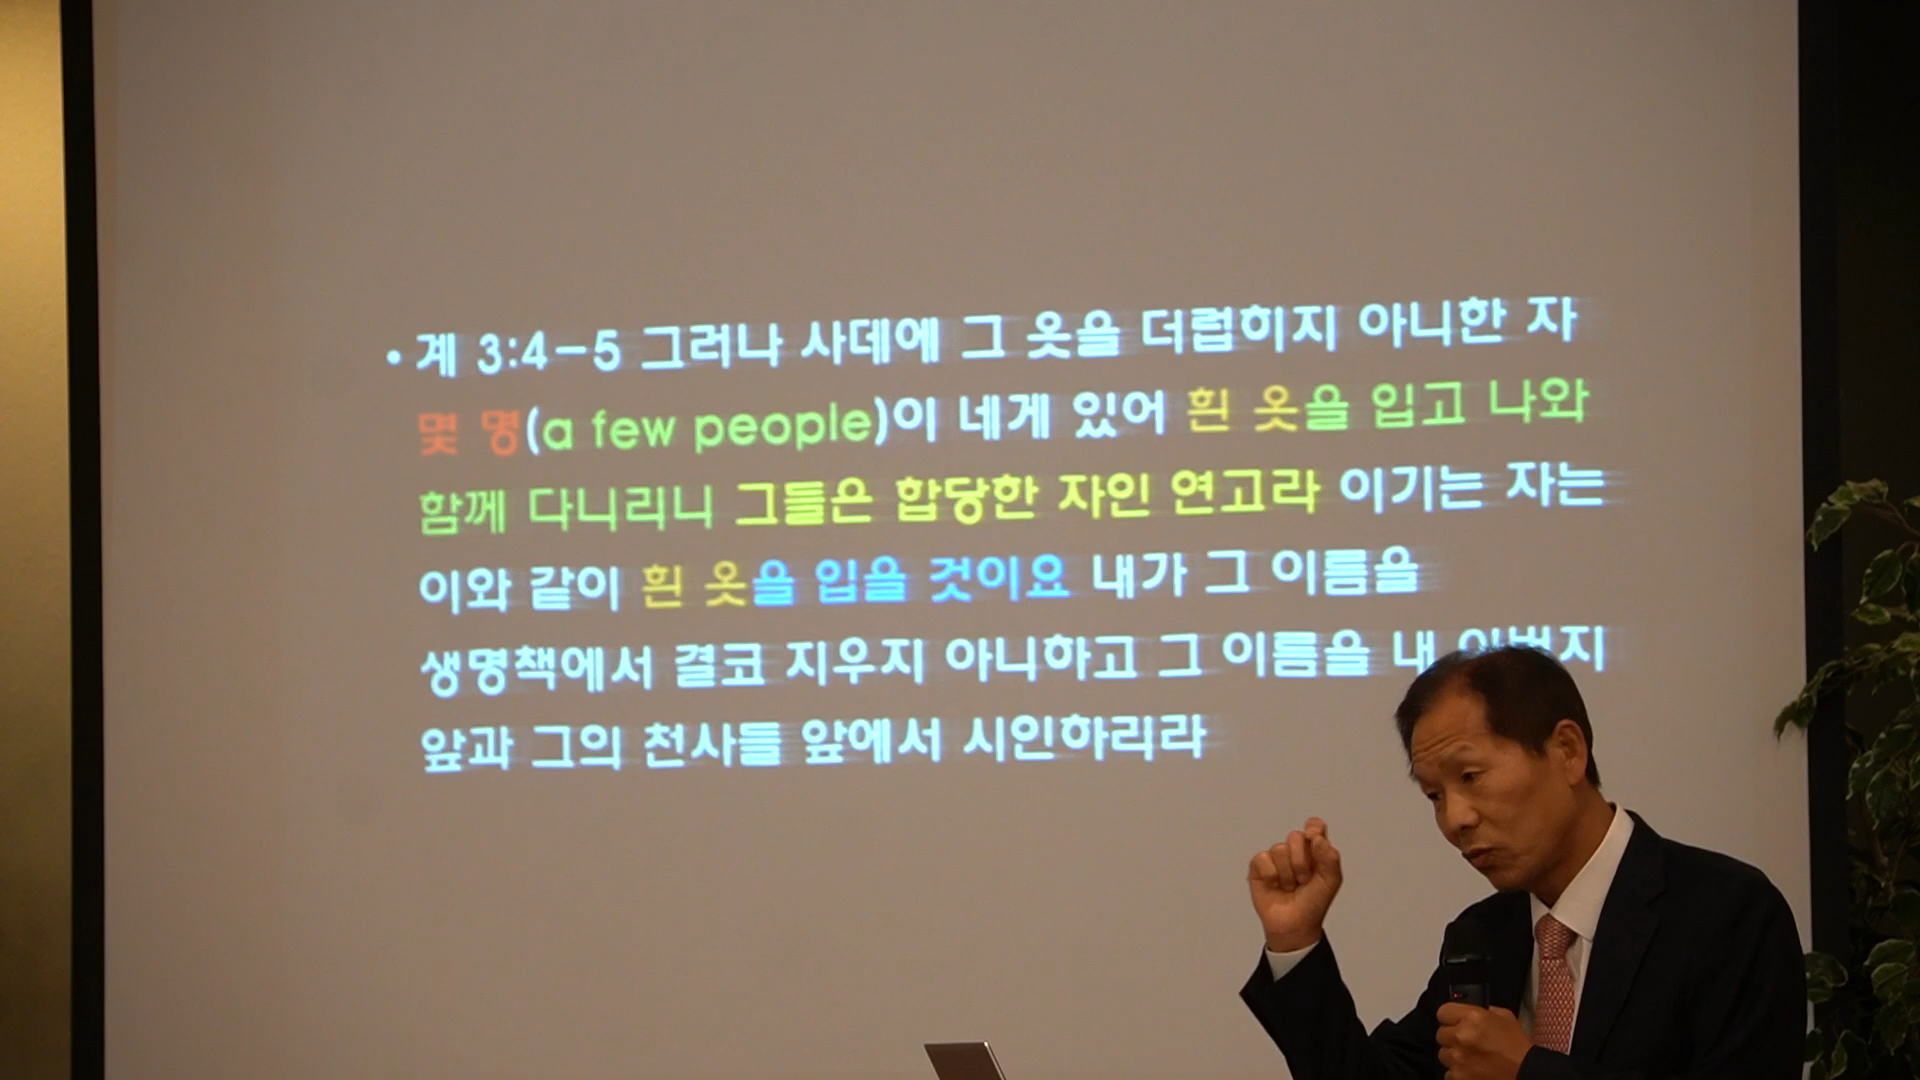 • 계 3:4-5 그러나 사데에 그 옷을 더럽히지 아니한 자
몇 명(a few people)이 네게 있어 흰 옷을 입고 나와
함께 다니리니 그들은 합당한 자인 연고라 이기는 자는
이와 같이 흰 옷을 입을 것이요 내가 그 이름을
생명책에서 결코 지우지 아니하고 그 이름을 내 아버지
앞과 그의 천사들 앞에서 시인하리라